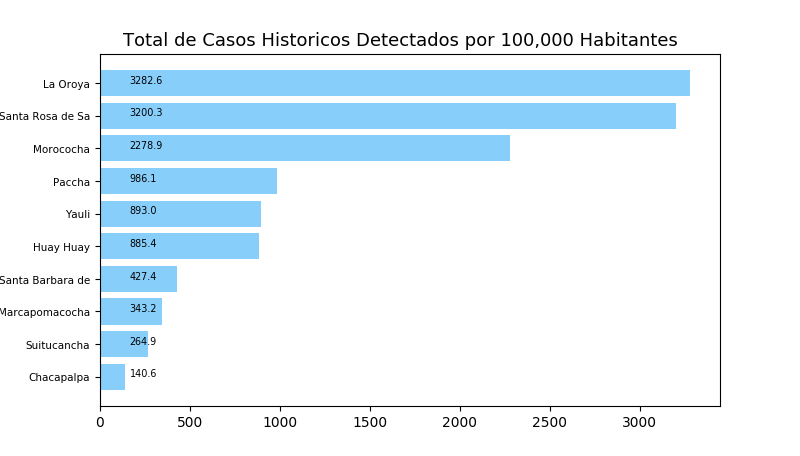 Total de Casos Historicos Detectados por 100,000 Habitantes
La Oroya 3282.6
Santa Rosa de Sa 3200.3
Morococha 2278.9
Paccha 986.1
Yauli 893.0
Huay Huay 885.4
Santa Barbara de 427.4
Marcapomacocha 343.2
Suitucancha 264.9
Chacapalpa 140.6
0 500 1000 1500 2000 2500 3000